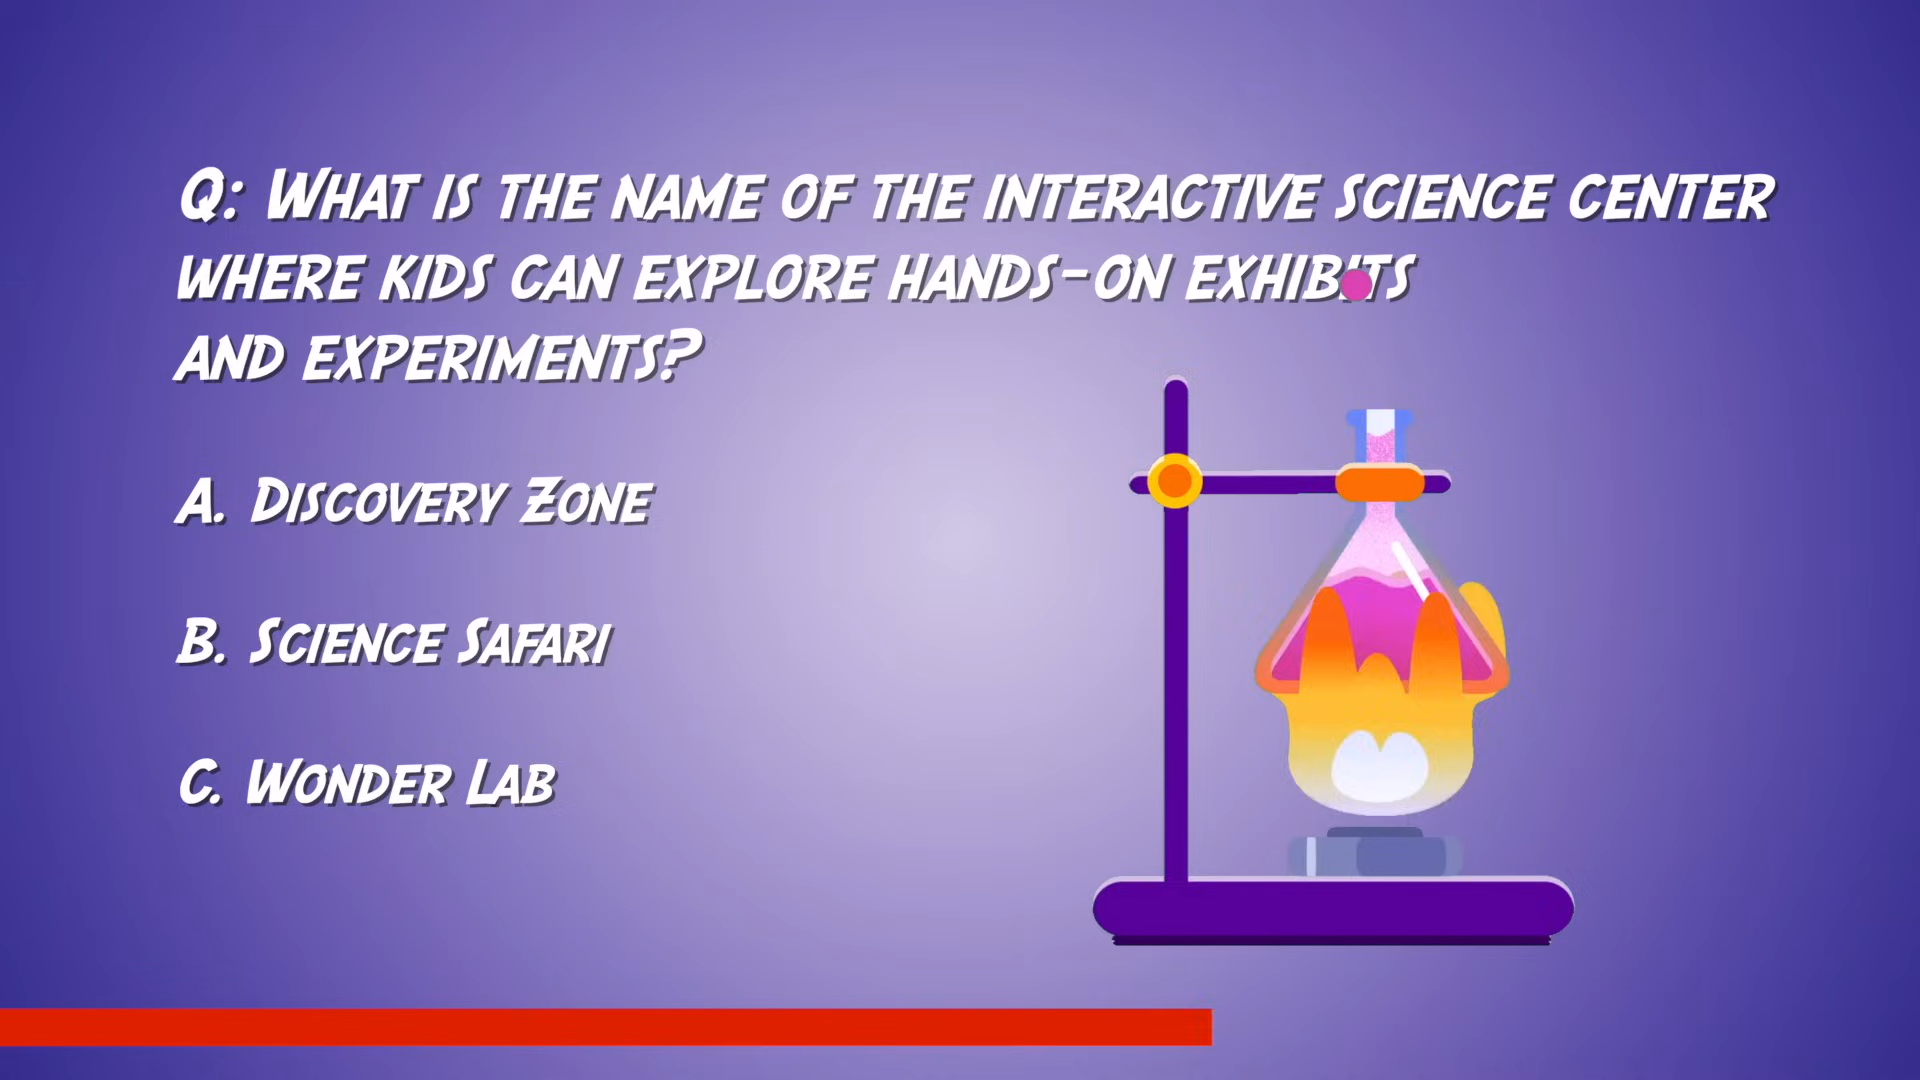 Q: What is the name of the interactive science center
where kids can explore hands-on exhibits
and experiments?
A. Discovery Zone
B. Science Safari
C. Wonder Lab